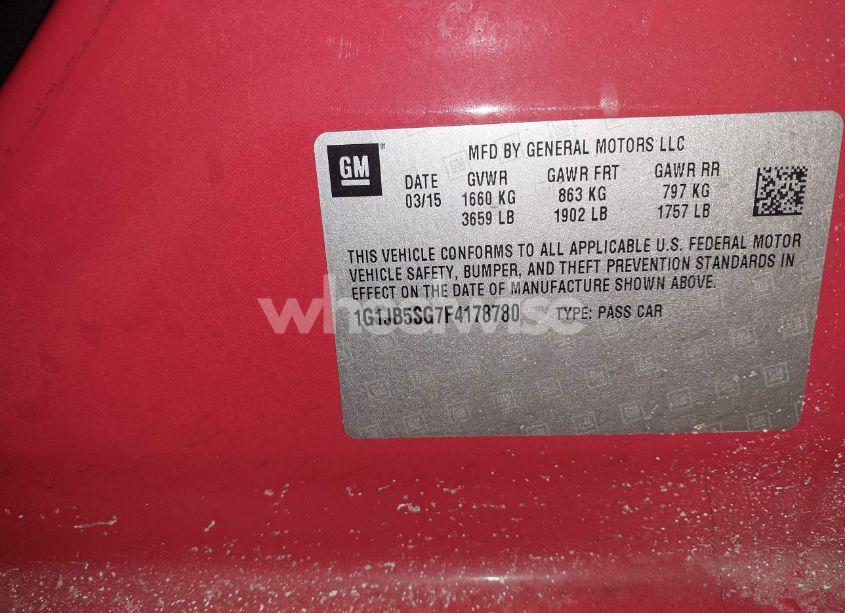 GM
MFD BY GENERAL MOTORS LLC
DATE GVWR GAWR FRT GAWR RR
03/15 1660 KG 863 KG 797 KG
3659 LB 1902 LB 1757 LB
THIS VEHICLE CONFORMS TO ALL APPLICABLE U.S. FEDERAL MOTOR
VEHICLE SAFETY, BUMPER, AND THEFT PREVENTION STANDARDS IN
EFFECT ON THE DATE OF MANUFACTURE SHOWN ABOVE.
1G1JB5SG7F4178780 TYPE: PASS CAR
wheelwise